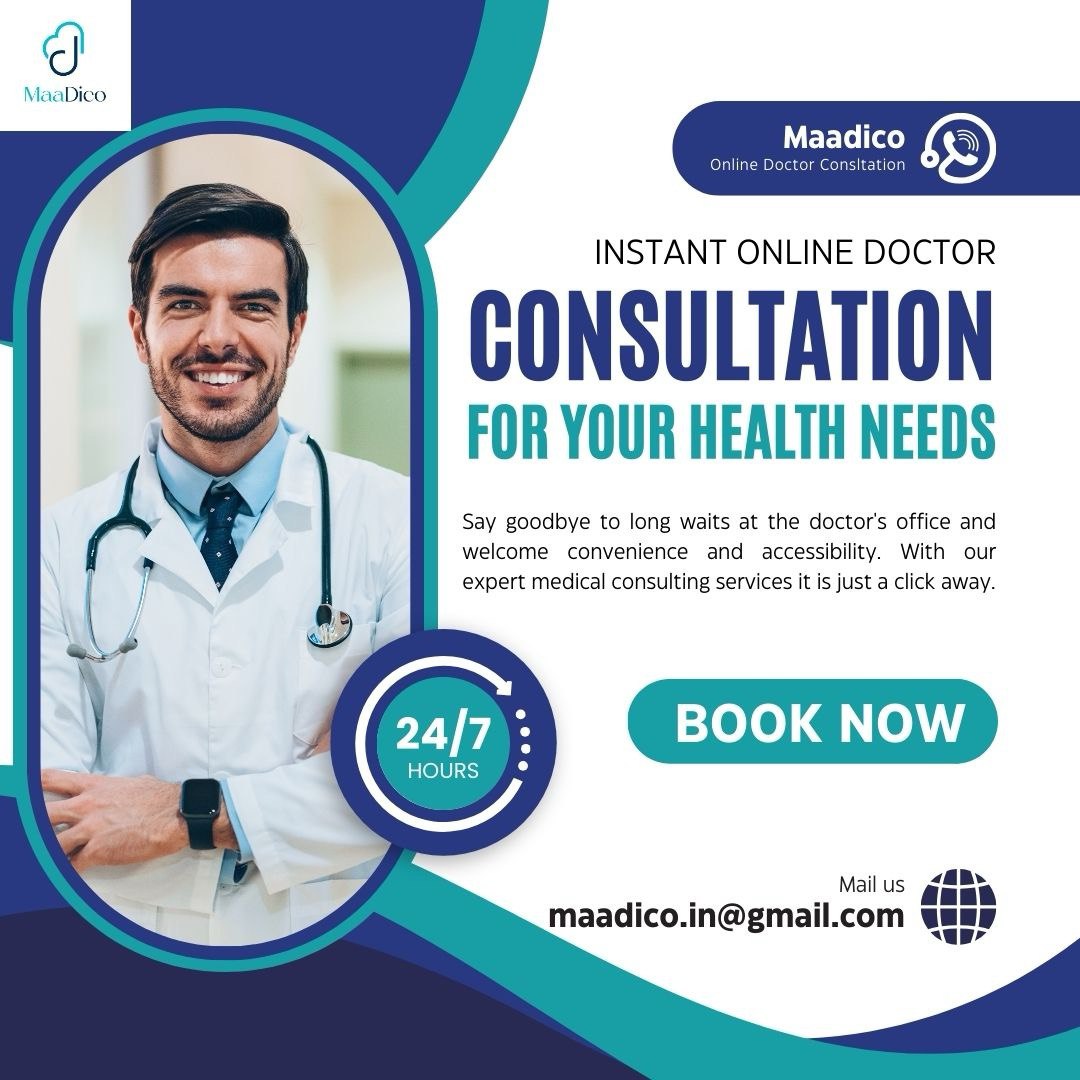 MaaDico
Maadico
Online Doctor Consltation
INSTANT ONLINE DOCTOR
CONSULTATION
FOR YOUR HEALTH NEEDS
Say goodbye to long waits at the doctor's office and
welcome convenience and accessibility. With our
expert medical consulting services it is just a click away.
24/7
HOURS
BOOK NOW
Mail us
maadico.in@gmail.com